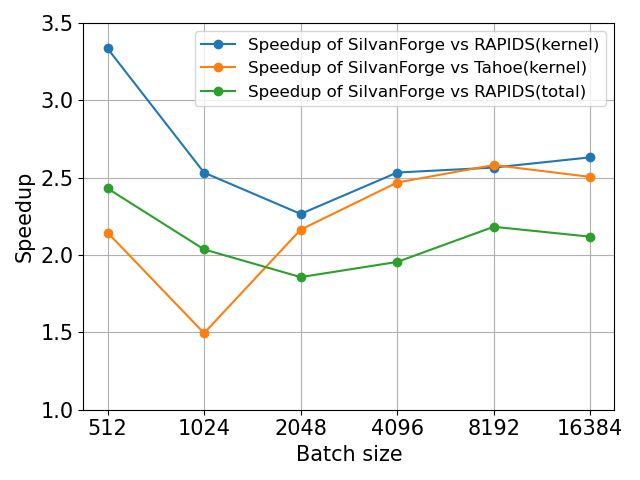 3.5
Speedup of SilvanForge vs RAPIDS(kernel)
Speedup of SilvanForge vs Tahoe(kernel)
Speedup of SilvanForge vs RAPIDS(total)
3.0
2.5
Speedup
2.0
1.5
1.0
512 1024 2048 4096 8192 16384
Batch size